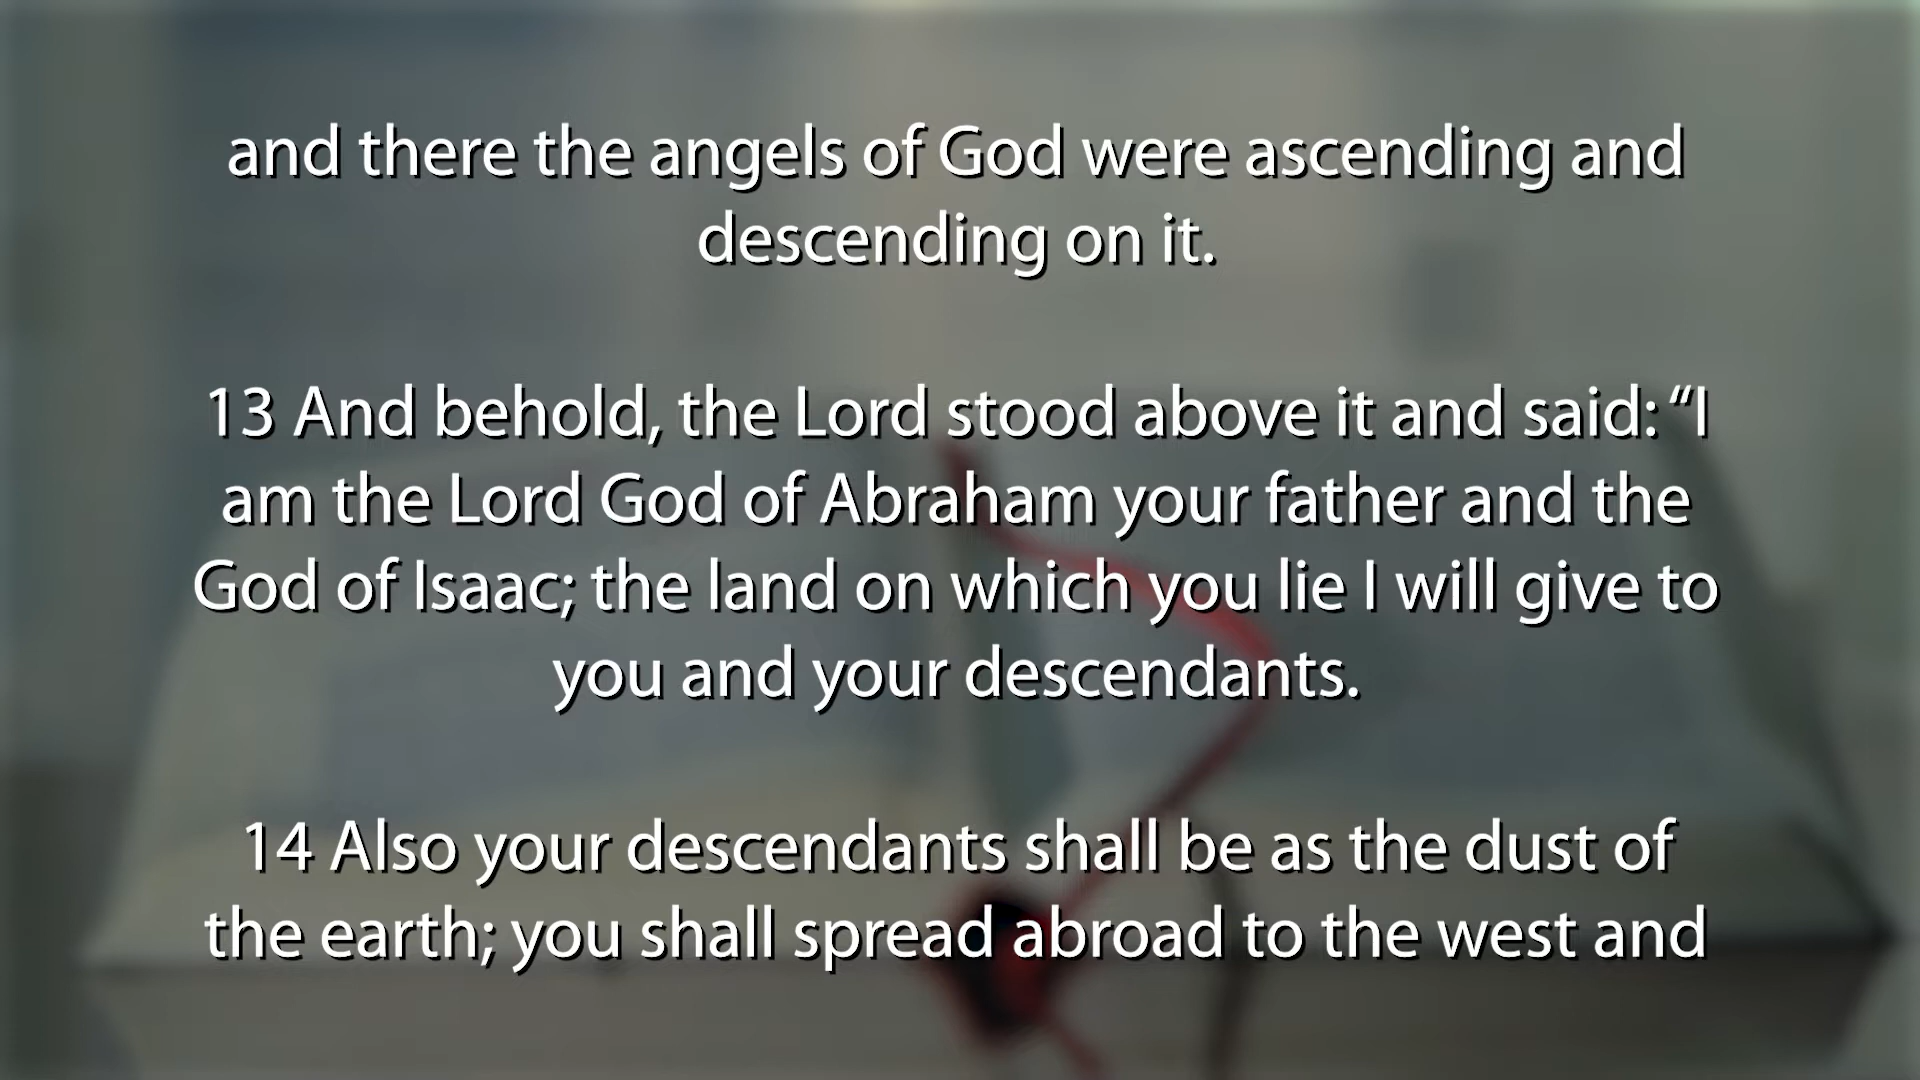 and there the angels of God were ascending and
descending on it.
13 And behold, the Lord stood above it and said: “I
am the Lord God of Abraham your father and the
God of Isaac; the land on which you lie I will give to
you and your descendants.
14 Also your descendants shall be as the dust of
the earth; you shall spread abroad to the west and